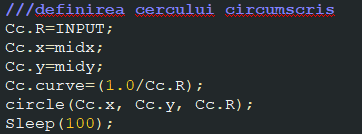 ///definirea cercului circumscris
Cc.R=INPUT;
Cc.x=midx;
Cc.y=midy;
Cc.curve=(1.0/Cc.R);
circle(Cc.x, Cc.y, Cc.R);
Sleep(100);